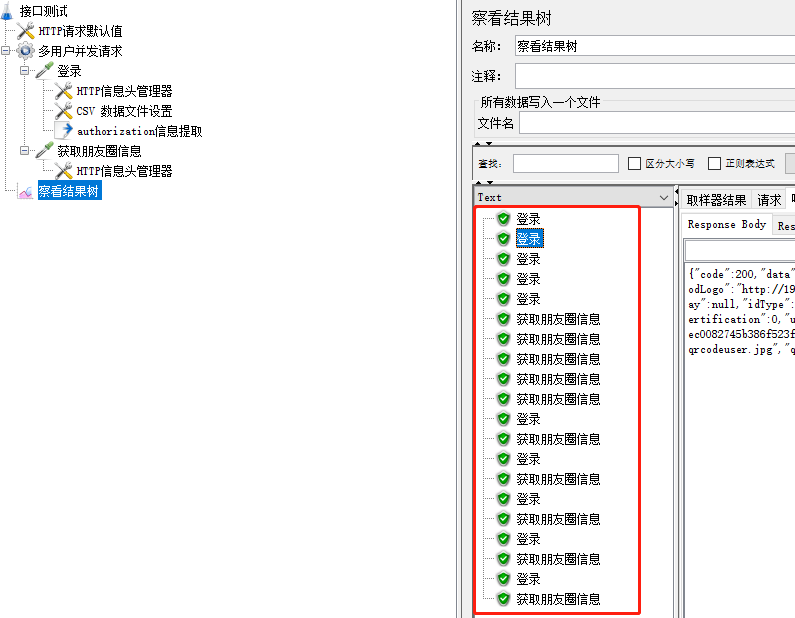 接口测试
HTTP请求默认值
多用户并发请求
登录
HTTP信息头管理器
CSV 数据文件设置
authorization信息提取
获取朋友圈信息
HTTP信息头管理器
察看结果树
察看结果树
名称： 察看结果树
注释：
所有数据写入一个文件
文件名
查找： 区分大小写 正则表达式
Text
登录
登录
登录
登录
登录
获取朋友圈信息
获取朋友圈信息
获取朋友圈信息
获取朋友圈信息
获取朋友圈信息
登录
获取朋友圈信息
登录
获取朋友圈信息
登录
获取朋友圈信息
登录
获取朋友圈信息
登录
获取朋友圈信息
取样器结果 请求
Response Body Res
{"code":200,"data"
odLogo":"http://19
ay":null,"idType":
ertification":0,"u
ec0082745b386f523f
qrcodeuser.jpg","q